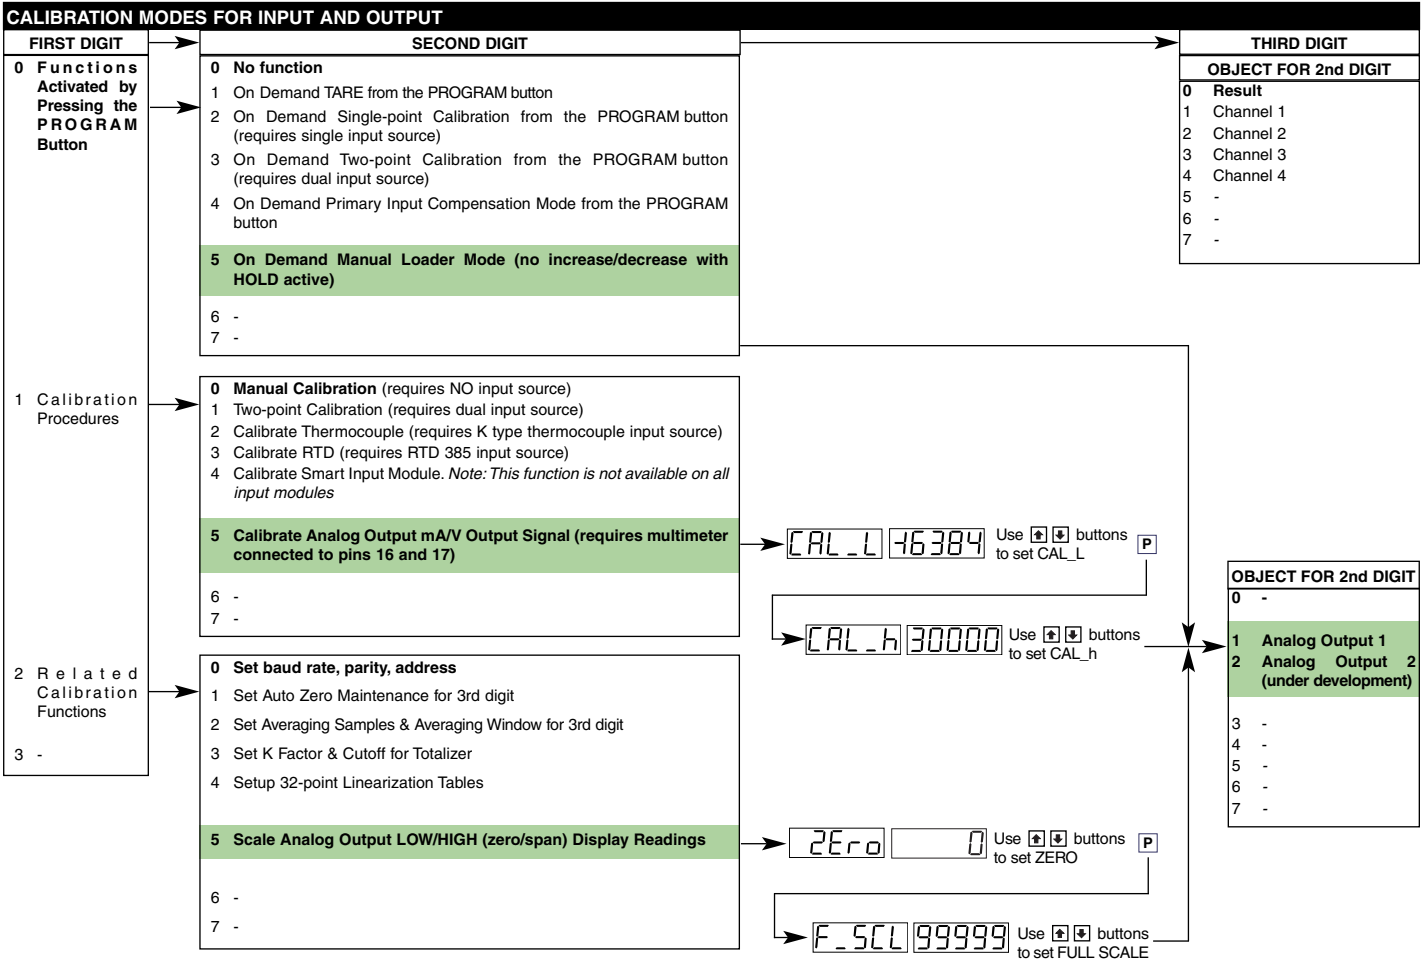 CALIBRATION MODES FOR INPUT AND OUTPUT
FIRST DIGIT
SECOND DIGIT
THIRD DIGIT
0 Functions
Activated by
Pressing the
PROGRAM
Button
0 No function
1 On Demand TARE from the PROGRAM button
2 On Demand Single-point Calibration from the PROGRAM button
(requires single input source)
3 On Demand Two-point Calibration from the PROGRAM button
(requires dual input source)
4 On Demand Primary Input Compensation Mode from the PROGRAM
button
5 On Demand Manual Loader Mode (no increase/decrease with
HOLD active)
6 -
7 -
OBJECT FOR 2nd DIGIT
0 Result
1 Channel 1
2 Channel 2
3 Channel 3
4 Channel 4
5 -
6 -
7 -
1 Calibration
Procedures
0 Manual Calibration (requires NO input source)
1 Two-point Calibration (requires dual input source)
2 Calibrate Thermocouple (requires K type thermocouple input source)
3 Calibrate RTD (requires RTD 385 input source)
4 Calibrate Smart Input Module. Note: This function is not available on all
input modules
5 Calibrate Analog Output mA/V Output Signal (requires multimeter
connected to pins 16 and 17)
6 -
7 -
CAL_L -16384 Use buttons
to set CAL_L
P
CAL_h 30000 Use buttons
to set CAL_h
OBJECT FOR 2nd DIGIT
0 -
1 Analog Output 1
2 Analog Output 2
(under development)
3 -
4 -
5 -
6 -
7 -
2 Related
Calibration
Functions
3 -
0 Set baud rate, parity, address
1 Set Auto Zero Maintenance for 3rd digit
2 Set Averaging Samples & Averaging Window for 3rd digit
3 Set K Factor & Cutoff for Totalizer
4 Setup 32-point Linearization Tables
5 Scale Analog Output LOW/HIGH (zero/span) Display Readings
6 -
7 -
ZEro 0 Use buttons
to set ZERO
P
F_SCL 99999 Use buttons
to set FULL SCALE